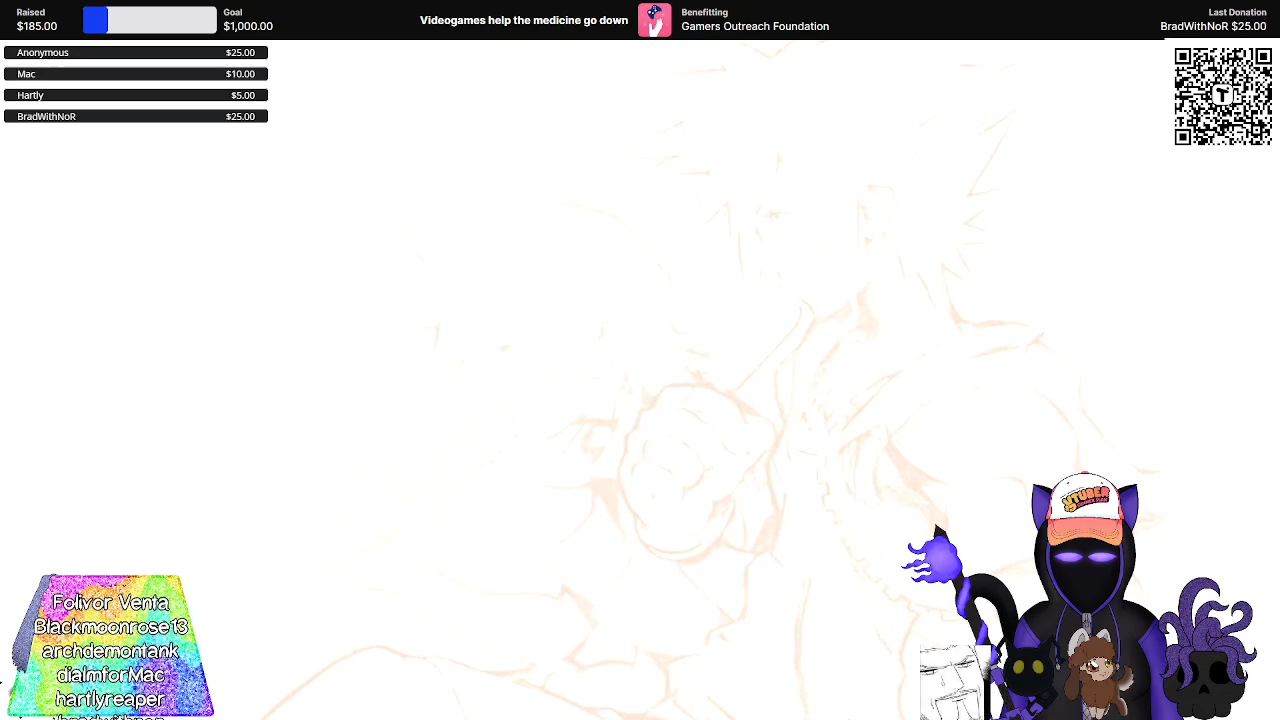 Raised
$185.00
Goal
$1,000.00
Videogames help the medicine go down
Benefitting
Gamers Outreach Foundation
Last Donation
BradWithNoR $25.00
Anonymous $25.00
Mac $10.00
Hartly $5.00
BradWithNoR $25.00
T
VTUBER
Folivor Venta
Blackmoonrose13
archdemontank
dialmforMac
hartlyreaper